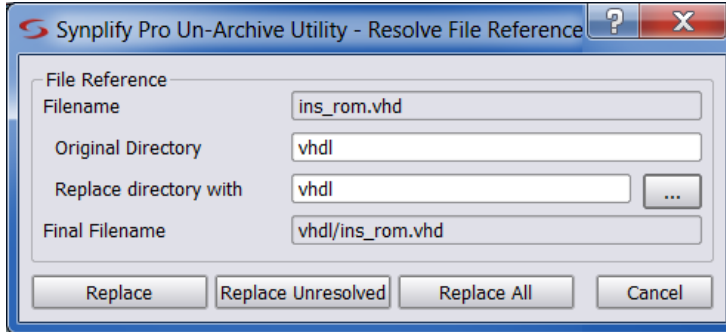 Synplify Pro Un-Archive Utility - Resolve File Reference
File Reference
Filename ins_rom.vhd
Original Directory vhdl
Replace directory with vhdl ...
Final Filename vhdl/ins_rom.vhd
Replace Replace Unresolved Replace All Cancel